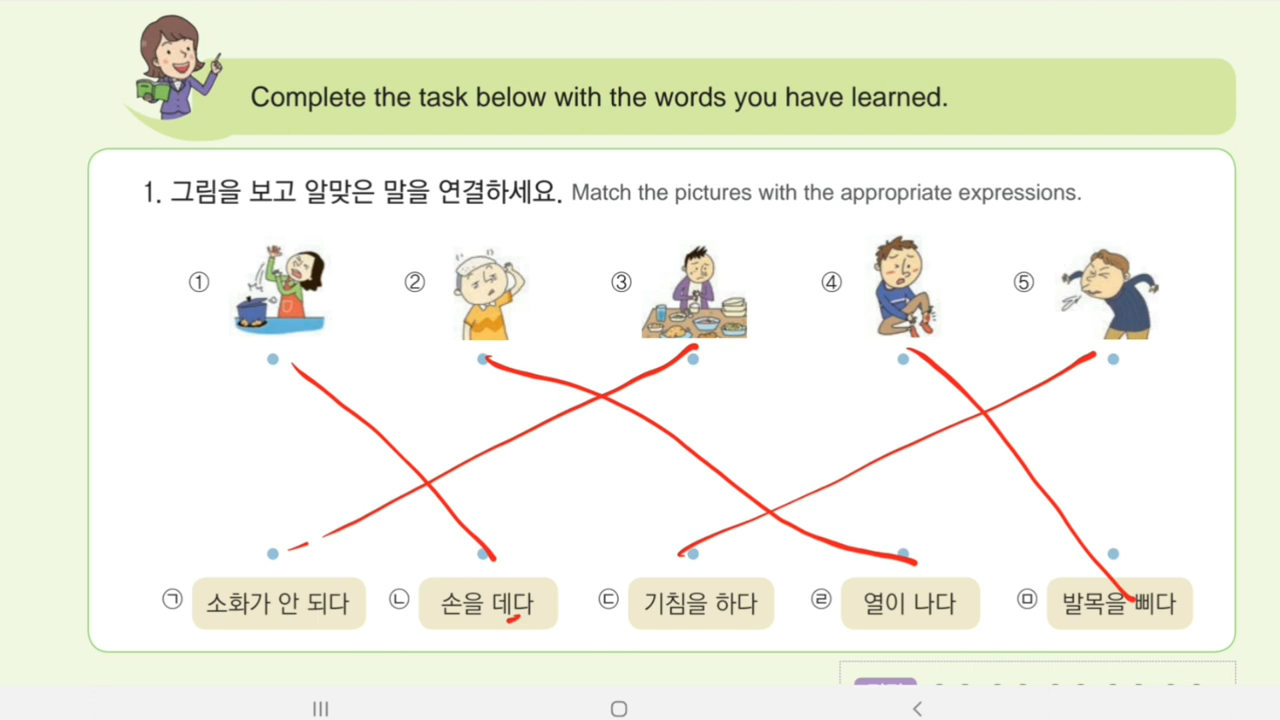 Complete the task below with the words you have learned.
1. 그림을 보고 알맞은 말을 연결하세요. Match the pictures with the appropriate expressions.
① ② ③ ④ ⑤
㉠ 소화가 안 되다 ㉡ 손을 데다 ㉢ 기침을 하다 ㉣ 열이 나다 ㉤ 발목을 삐다